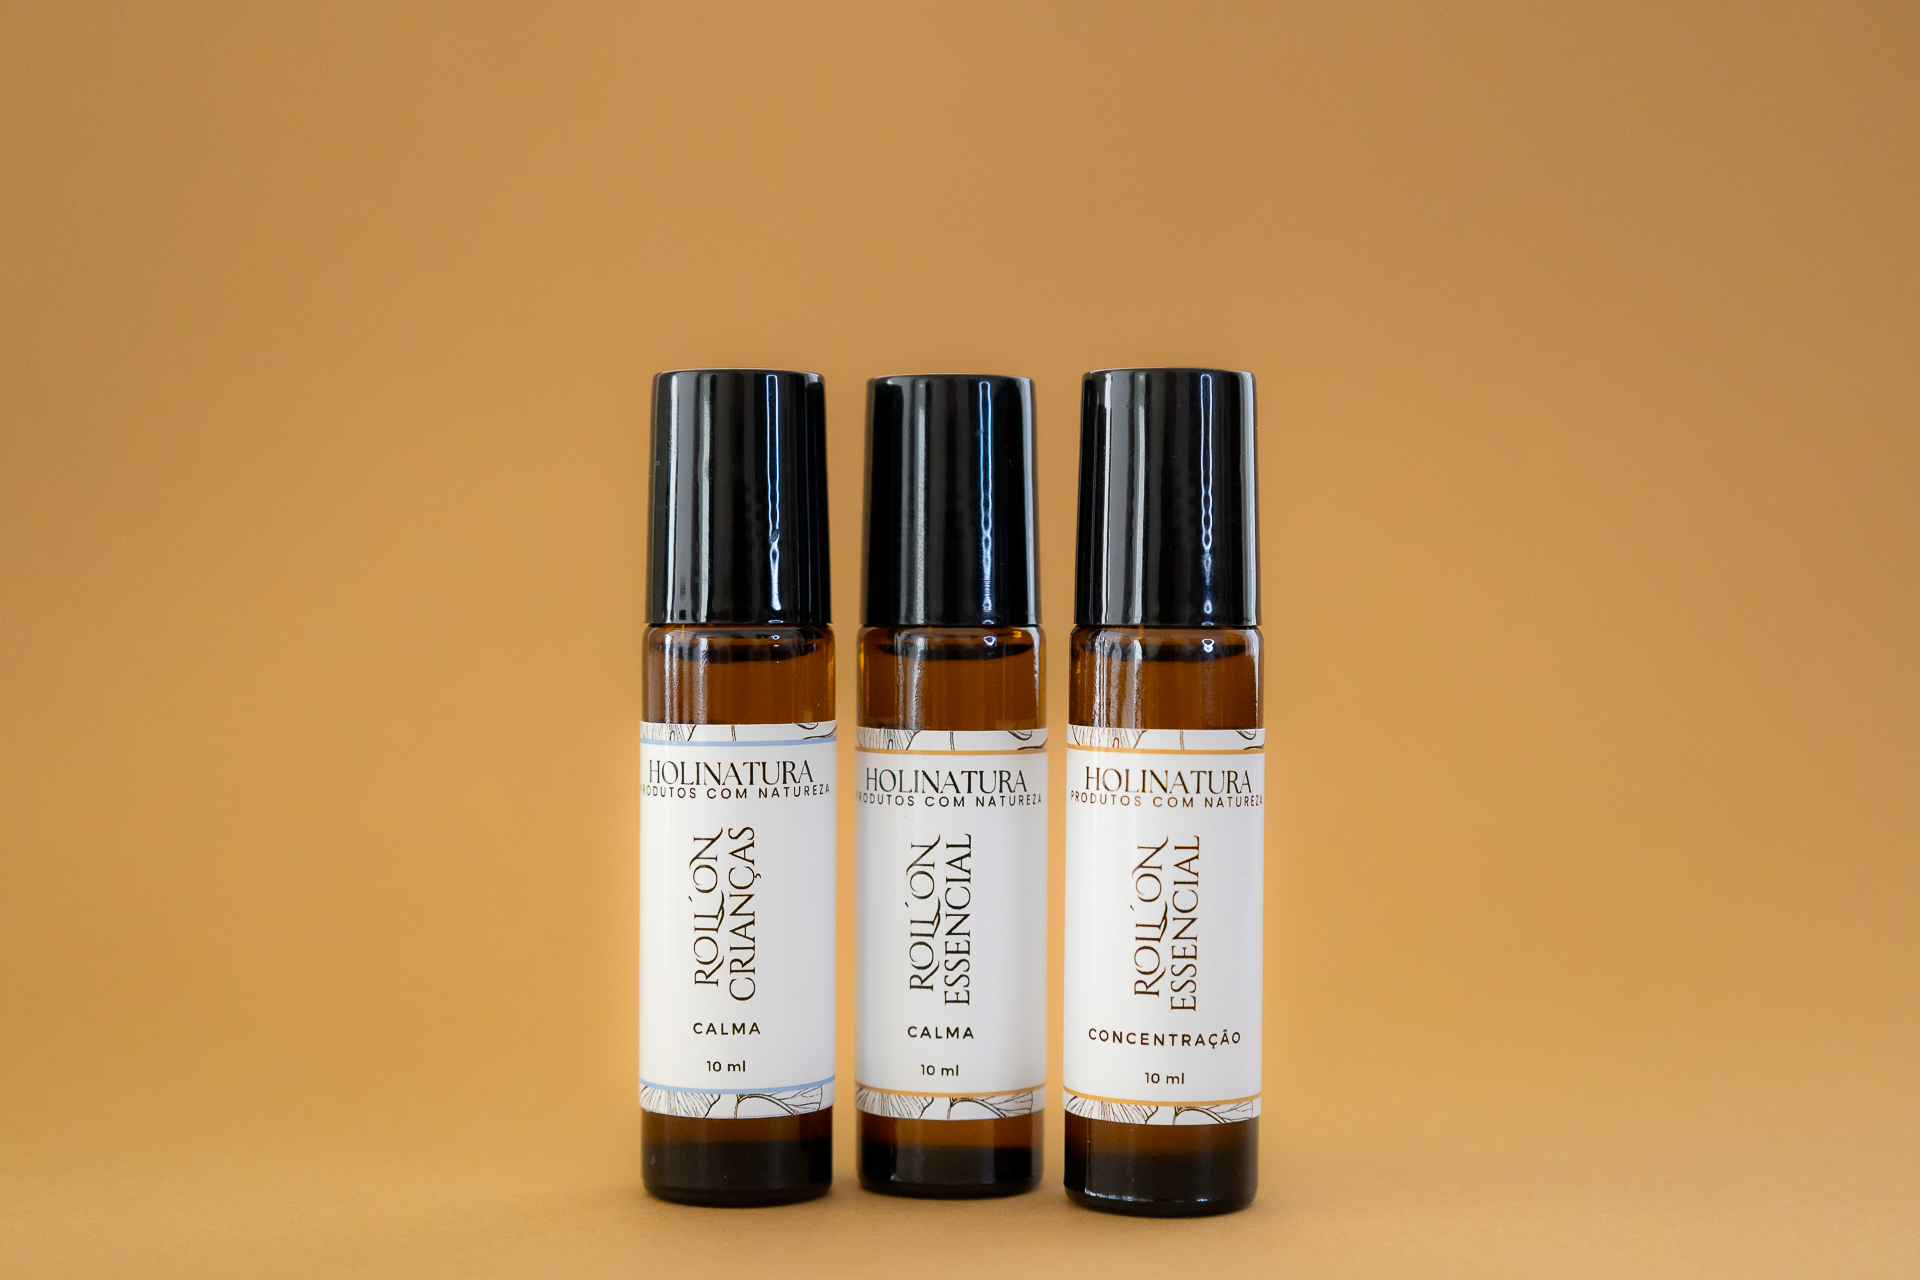 HOLINATURA
PRODUTOS COM NATUREZA
ROLL´ON
CRIANÇAS
CALMA
10 ml
HOLINATURA
PRODUTOS COM NATUREZA
ROLL´ON
ESSENCIAL
CALMA
10 ml
HOLINATURA
PRODUTOS COM NATUREZA
ROLL´ON
ESSENCIAL
CONCENTRAÇÃO
10 ml